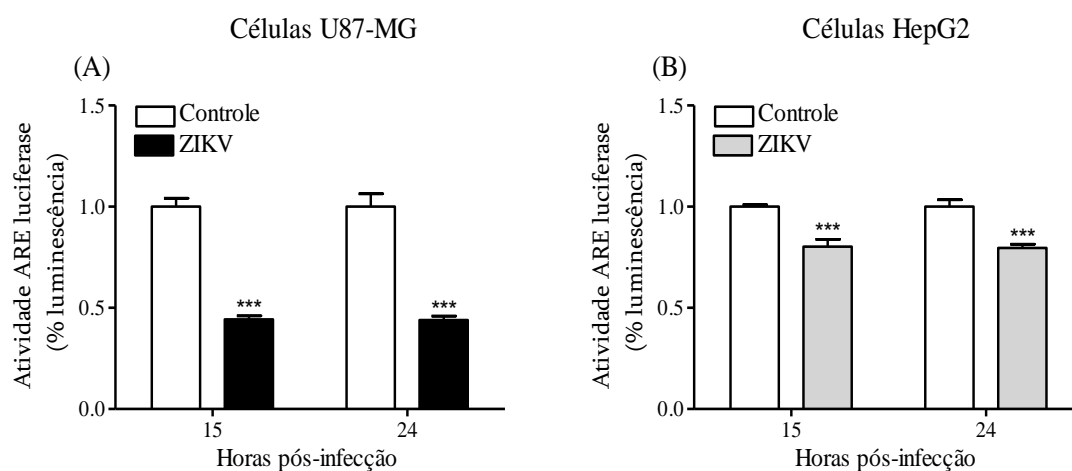 Células U87-MG
(A)
Atividade ARE luciferase
(% luminescência)
1.5
1.0
0.5
0.0
Controle
ZIKV
***
***
15
24
Horas pós-infecção
Células HepG2
(B)
Atividade ARE luciferase
(% luminescência)
1.5
1.0
0.5
0.0
Controle
ZIKV
***
***
15
24
Horas pós-infecção